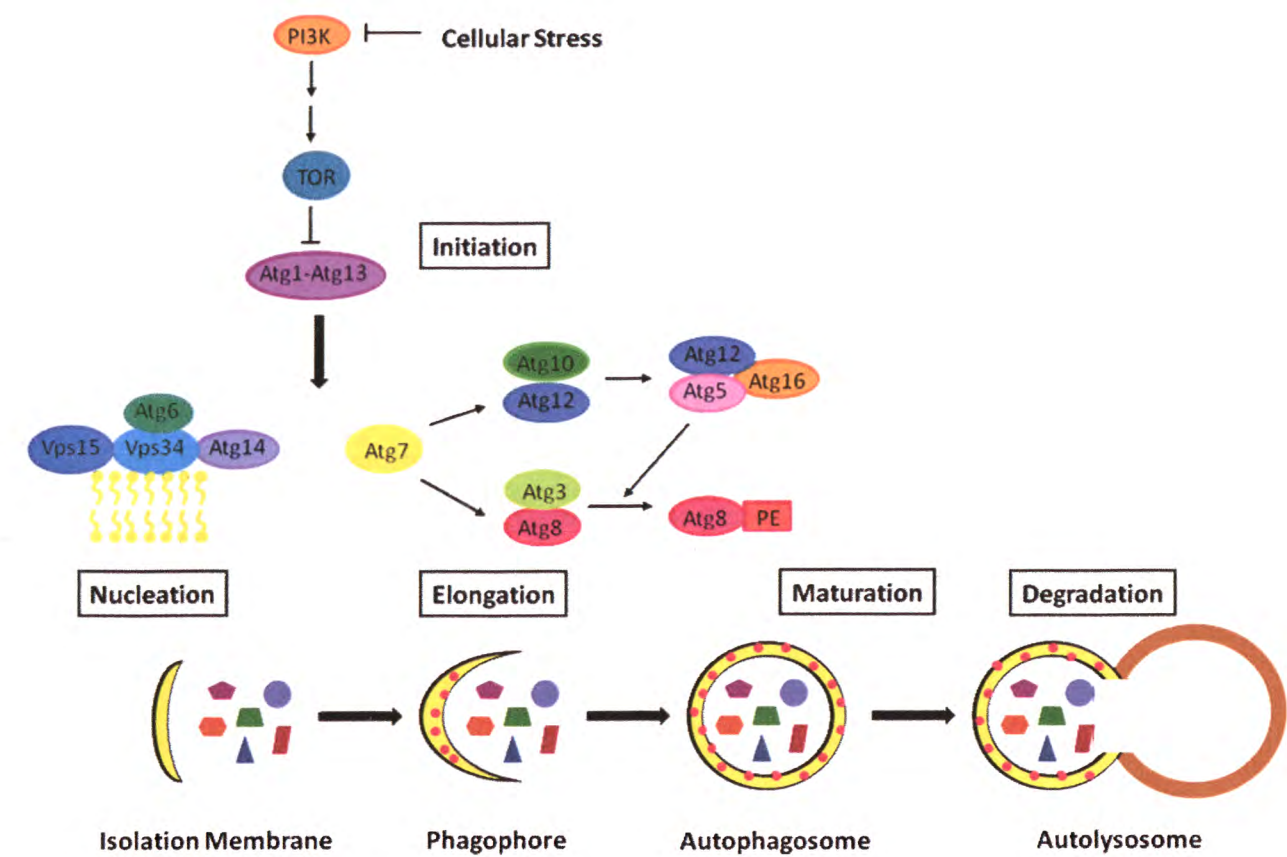 PI3K
Cellular Stress
TOR
Initiation
Atg1-Atg13
Atg10
Atg12
Atg12
Atg5
Atg16
Atg6
Vps15
Vps34
Atg14
Atg7
Atg3
Atg8
Atg8
PE
Nucleation
Elongation
Maturation
Degradation
Isolation Membrane
Phagophore
Autophagosome
Autolysosome